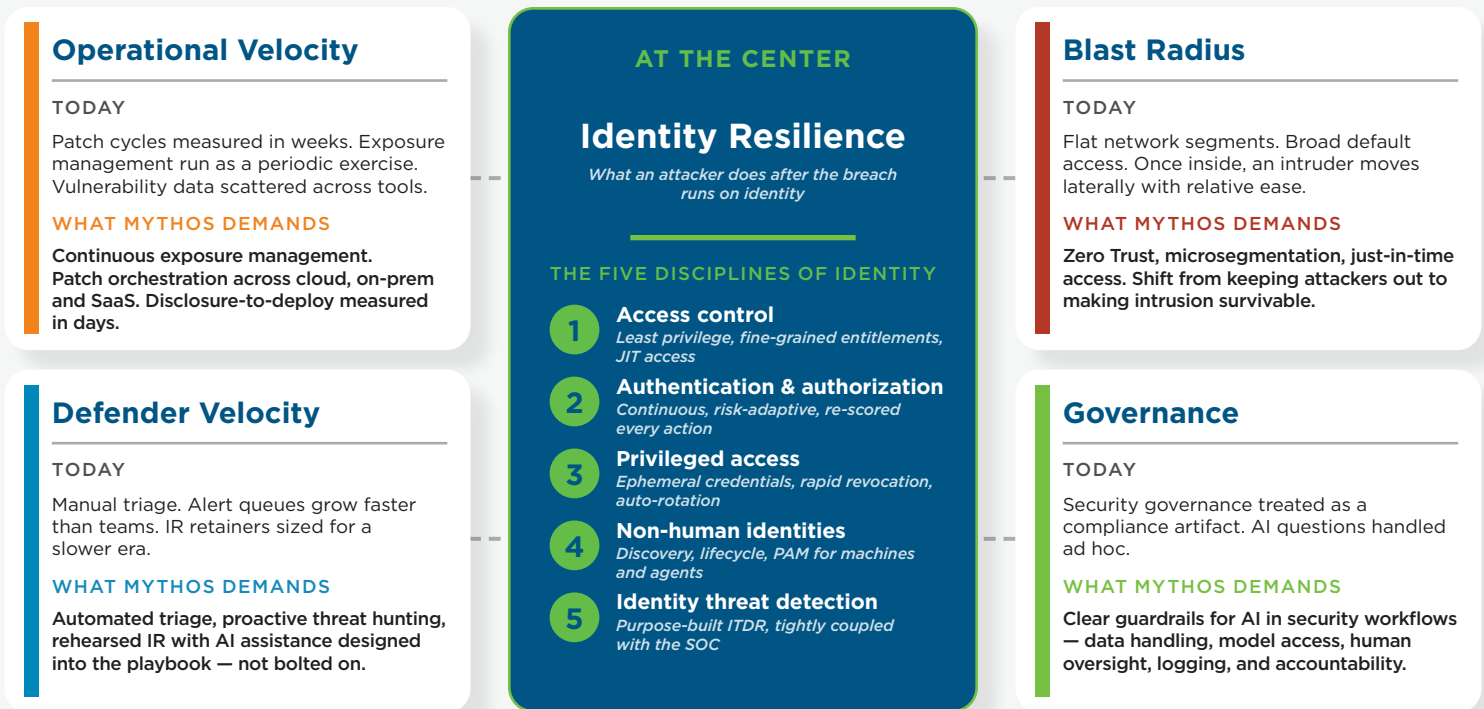 Operational Velocity
TODAY
Patch cycles measured in weeks. Exposure
management run as a periodic exercise.
Vulnerability data scattered across tools.
WHAT MYTHOS DEMANDS
Continuous exposure management.
Patch orchestration across cloud, on-prem
and SaaS. Disclosure-to-deploy measured
in days.
Defender Velocity
TODAY
Manual triage. Alert queues grow faster
than teams. IR retainers sized for a
slower era.
WHAT MYTHOS DEMANDS
Automated triage, proactive threat hunting,
rehearsed IR with AI assistance designed
into the playbook — not bolted on.
AT THE CENTER
Identity Resilience
What an attacker does after the breach
runs on identity
THE FIVE DISCIPLINES OF IDENTITY
1
Access control
Least privilege, fine-grained entitlements,
JIT access
2
Authentication & authorization
Continuous, risk-adaptive, re-scored
every action
3
Privileged access
Ephemeral credentials, rapid revocation,
auto-rotation
4
Non-human identities
Discovery, lifecycle, PAM for machines
and agents
5
Identity threat detection
Purpose-built ITDR, tightly coupled
with the SOC
Blast Radius
TODAY
Flat network segments. Broad default
access. Once inside, an intruder moves
laterally with relative ease.
WHAT MYTHOS DEMANDS
Zero Trust, microsegmentation, just-in-time
access. Shift from keeping attackers out to
making intrusion survivable.
Governance
TODAY
Security governance treated as a
compliance artifact. AI questions handled
ad hoc.
WHAT MYTHOS DEMANDS
Clear guardrails for AI in security workflows
— data handling, model access, human
oversight, logging, and accountability.